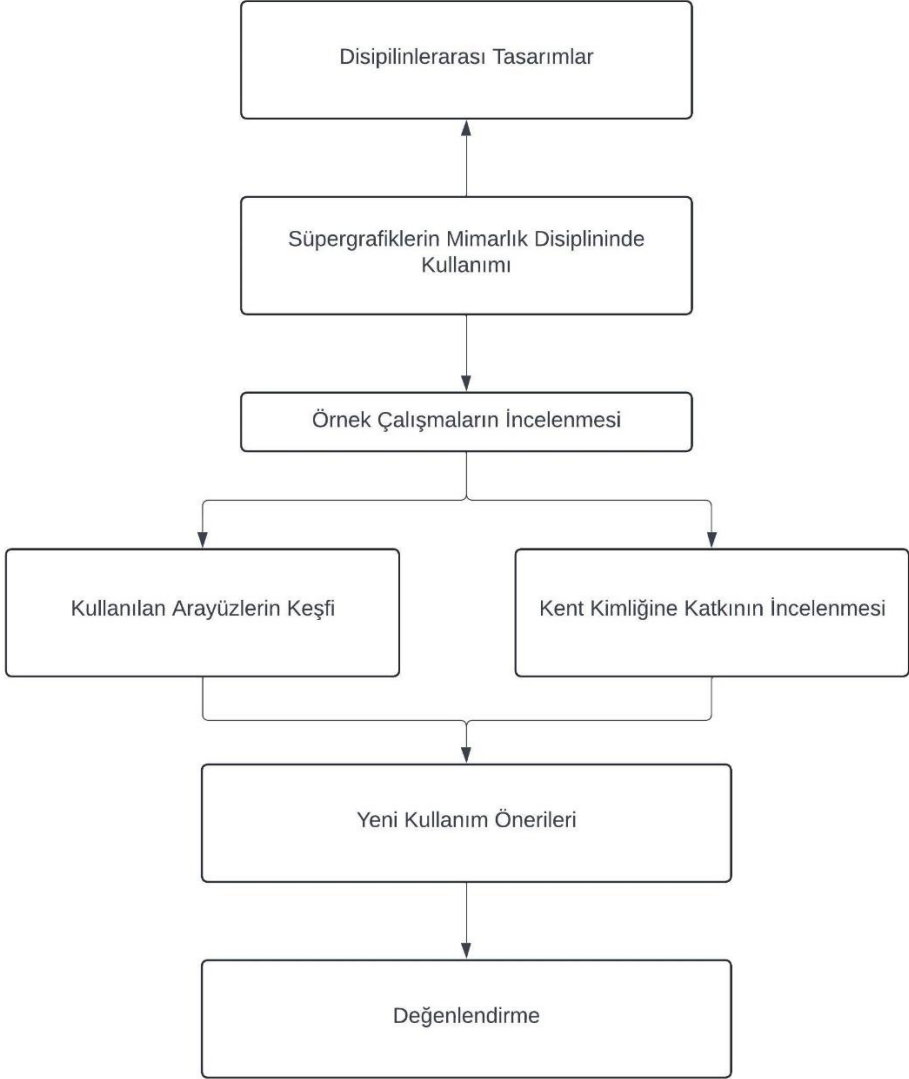 Disipilinlerarası Tasarımlar
Süpergrafiklerin Mimarlık Disiplininde
Kullanımı
Örnek Çalışmaların İncelenmesi
Kullanılan Arayüzlerin Keşfi
Kent Kimliğine Katkının İncelenmesi
Yeni Kullanım Önerileri
Değenlendirme